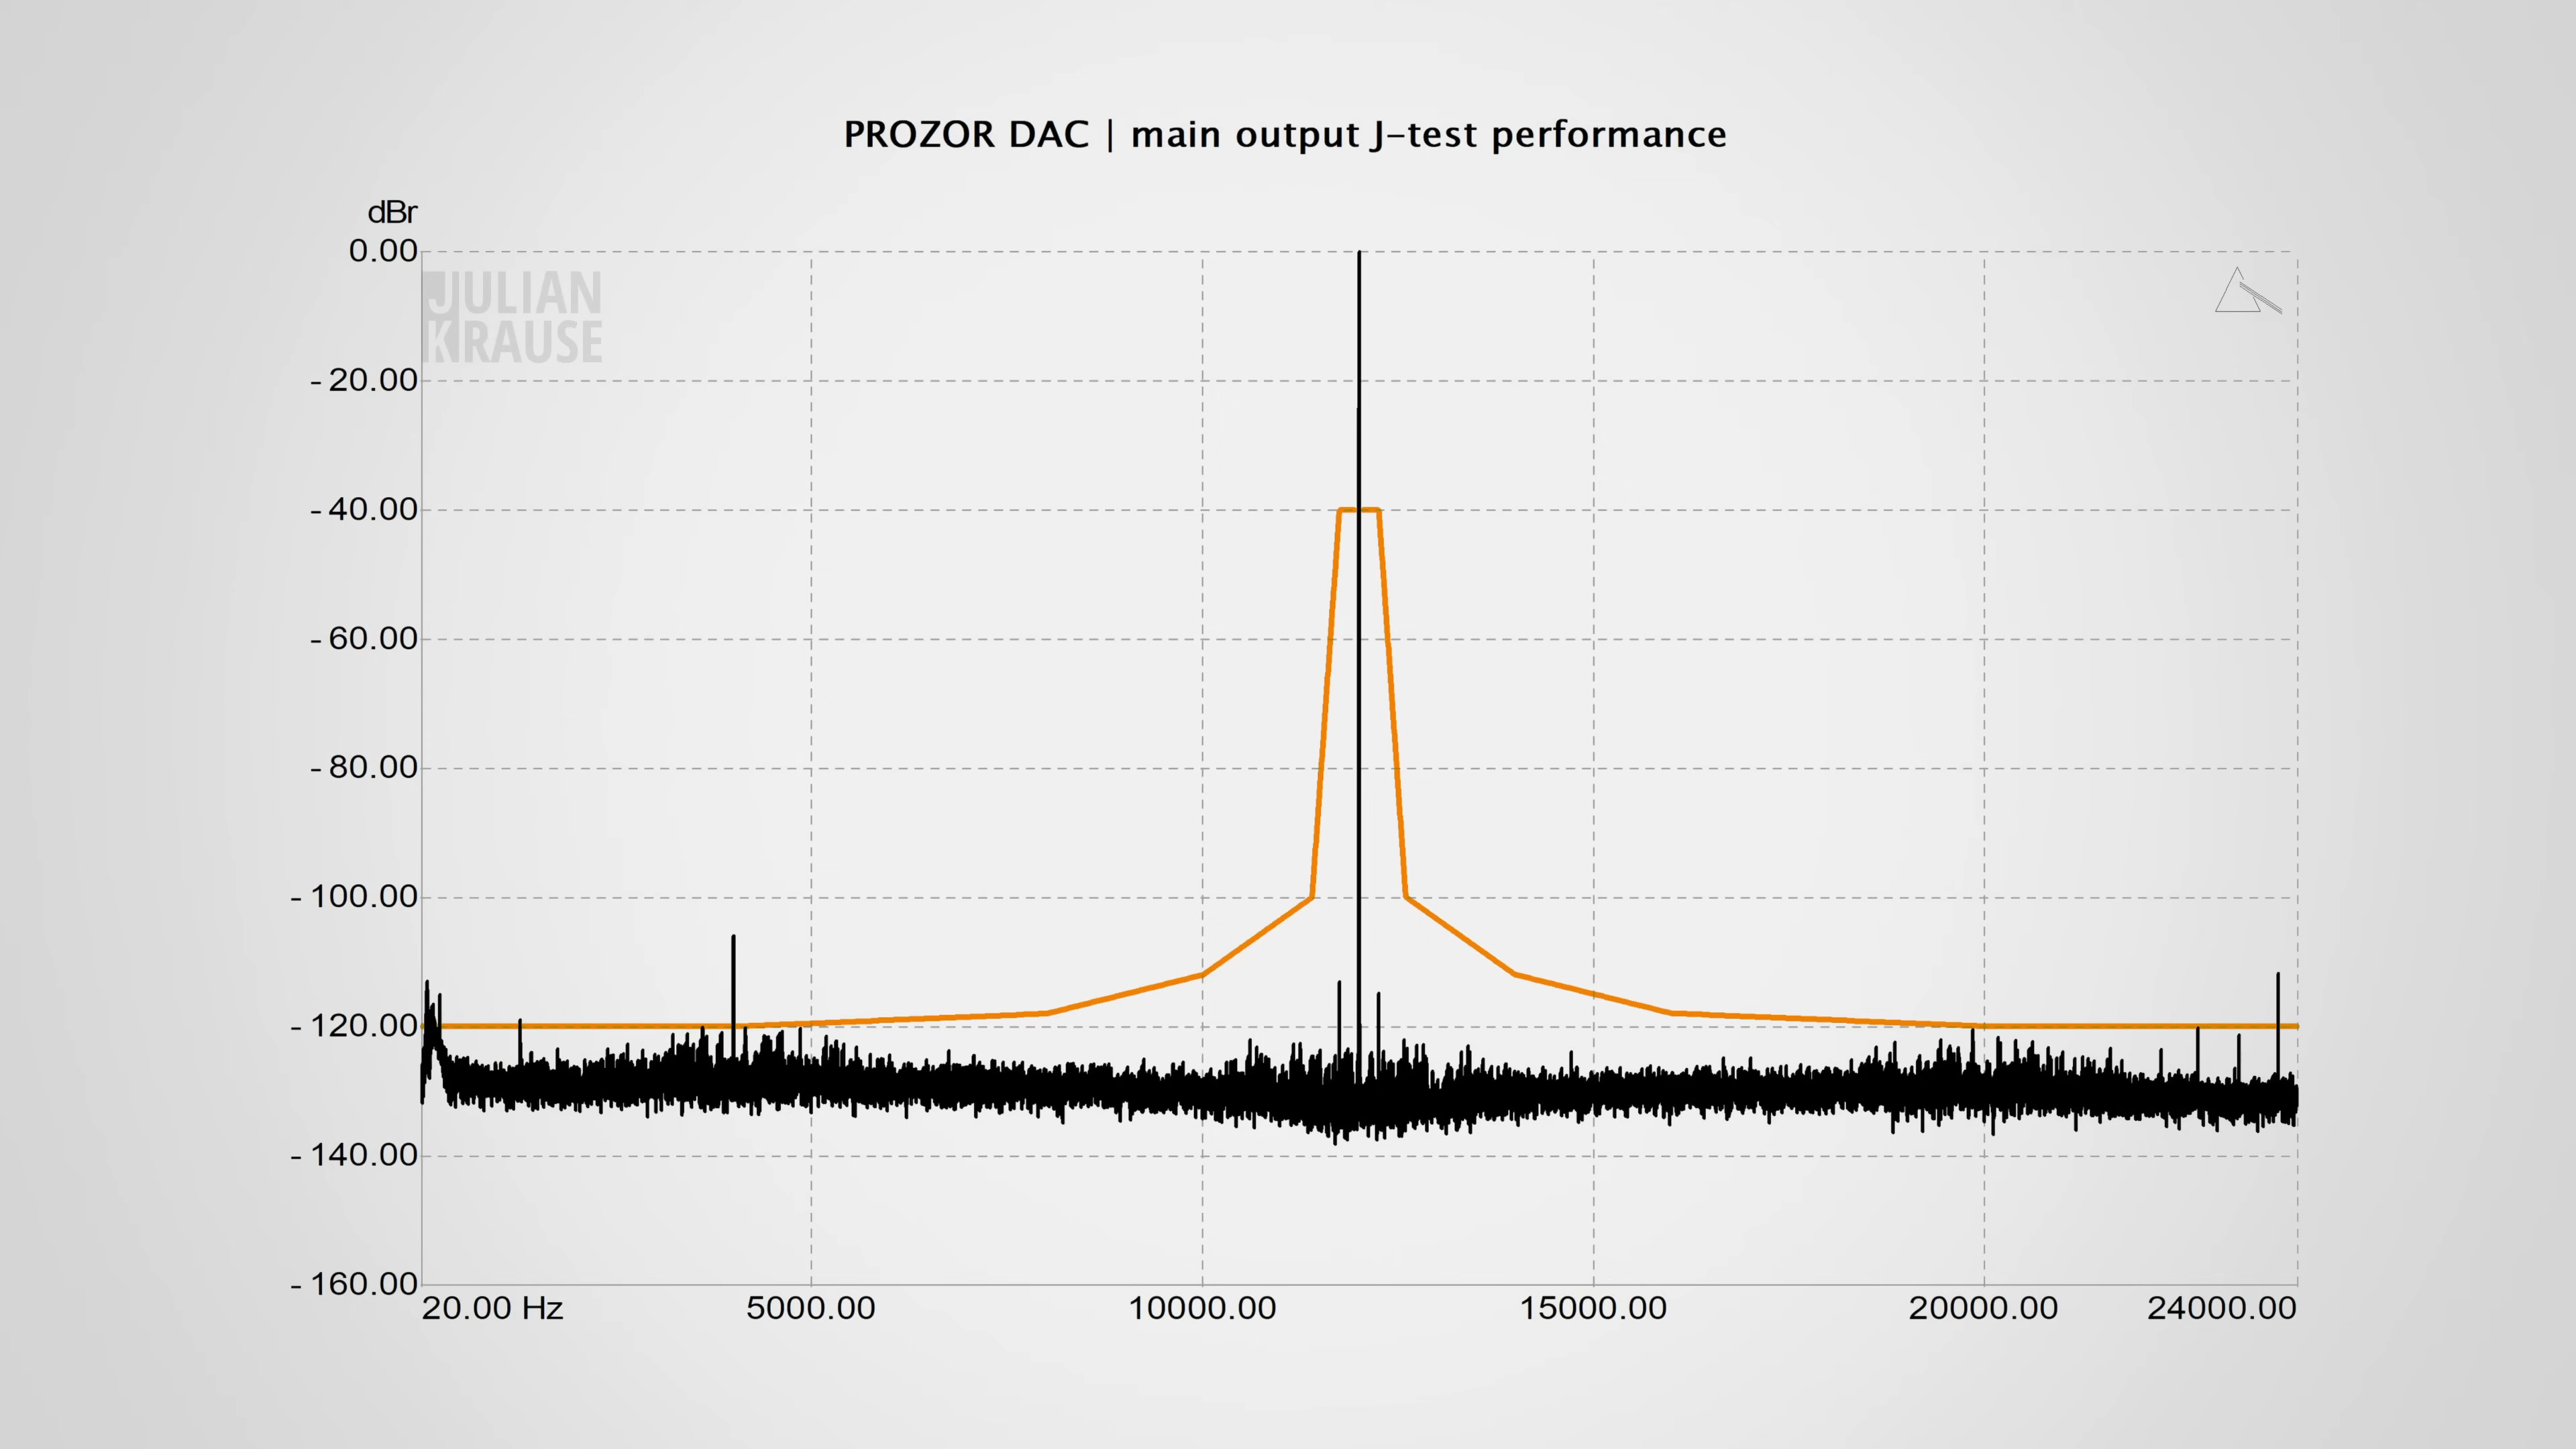 PROZOR DAC | main output J-test performance
dBr
0.00
JULIAN
KRAUSE
-20.00
-40.00
-60.00
-80.00
-100.00
-120.00
-140.00
-160.00
20.00 Hz 5000.00 10000.00 15000.00 20000.00 24000.00